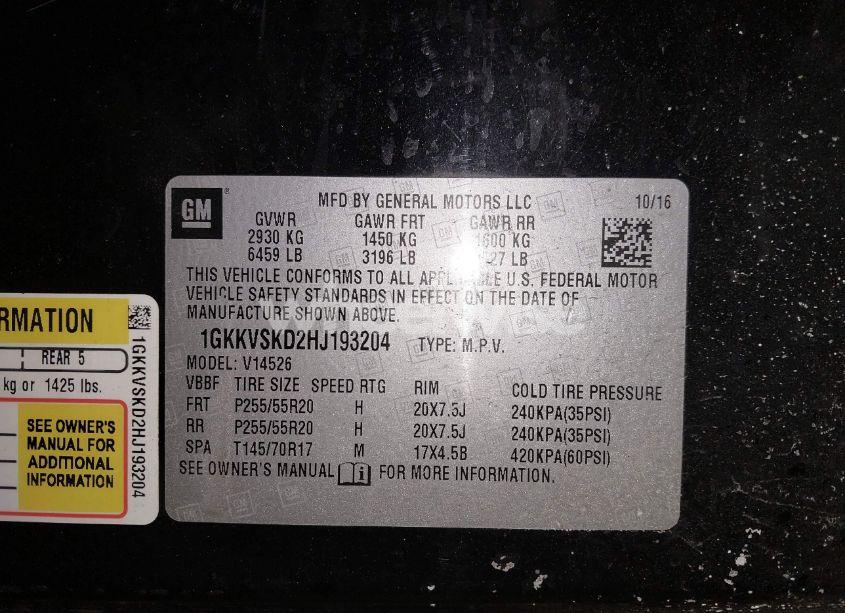 GM
MFD BY GENERAL MOTORS LLC 10/16
GVWR GAWR FRT GAWR RR
2930 KG 1450 KG 1600 KG
6459 LB 3196 LB LB
THIS VEHICLE CONFORMS TO ALL APPLICABLE U.S. FEDERAL MOTOR
VEHICLE SAFETY STANDARDS IN EFFECT ON THE DATE OF
MANUFACTURE SHOWN ABOVE.
1GKKVSKD2HJ193204 TYPE: M.P.V.
MODEL: V14526
VBBF TIRE SIZE SPEED RTG RIM COLD TIRE PRESSURE
FRT P255/55R20 H 20X7.5J 240KPA(35PSI)
RR P255/55R20 H 20X7.5J 240KPA(35PSI)
SPA T145/70R17 M 17X4.5B 420KPA(60PSI)
SEE OWNER'S MANUAL FOR MORE INFORMATION.
RMATION
REAR 5
kg or 1425 lbs.
SEE OWNER'S
MANUAL FOR
ADDITIONAL
INFORMATION
1GKKVSKD2HJ193204